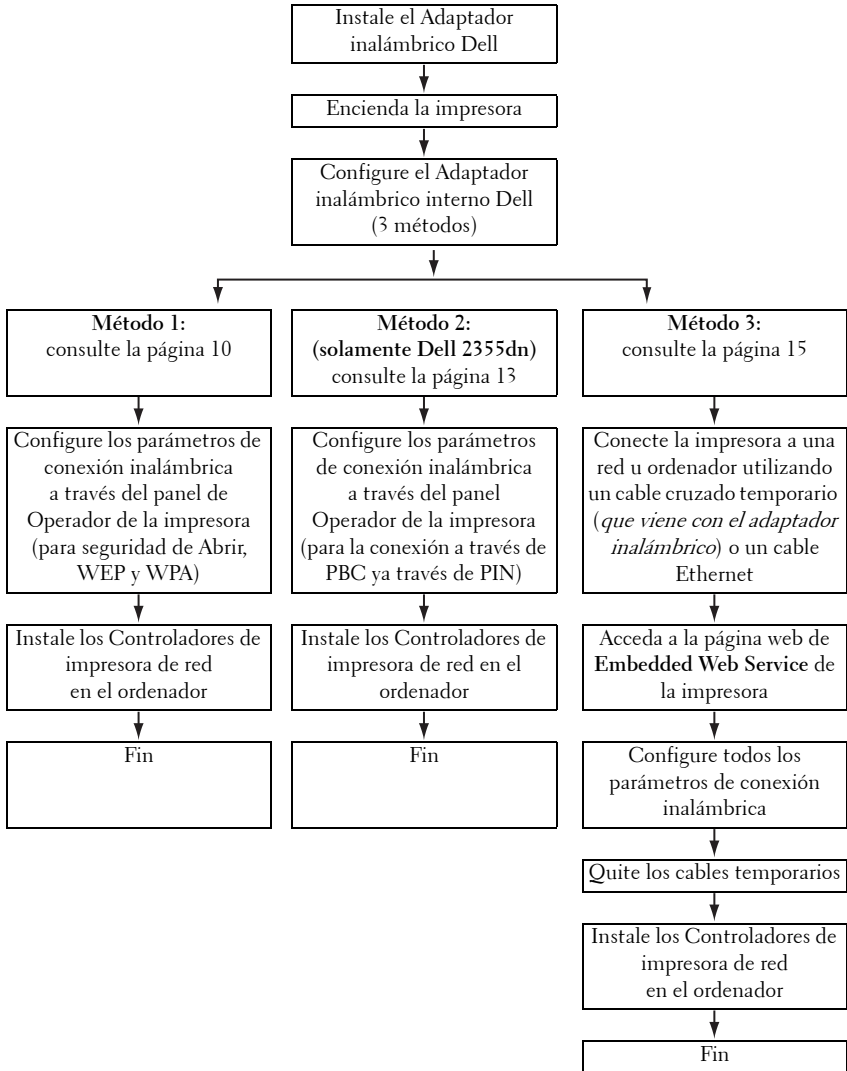 Instale el Adaptador
inalámbrico Dell
Encienda la impresora
Configure el Adaptador
inalámbrico interno Dell
(3 métodos)
Método 1:
consulte la página 10
Configure los parámetros de
conexión inalámbrica
a través del panel de
Operador de la impresora
(para seguridad de Abrir,
WEP y WPA)
Instale los Controladores de
impresora de red
en el ordenador
Fin
Método 2:
(solamente Dell 2355dn)
consulte la página 13
Configure los parámetros
de conexión inalámbrica
a través del panel
Operador de la impresora
(para la conexión a través de
PBC ya través de PIN)
Instale los Controladores de
impresora de red en el
ordenador
Fin
Método 3:
consulte la página 15
Conecte la impresora a una
red u ordenador utilizando
un cable cruzado temporario
(que viene con el adaptador
inalámbrico) o un cable
Ethernet
Acceda a la página web de
Embedded Web Service de
la impresora
Configure todos los
parámetros de conexión
inalámbrica
Quite los cables temporarios
Instale los Controladores de
impresora de red
en el ordenador
Fin